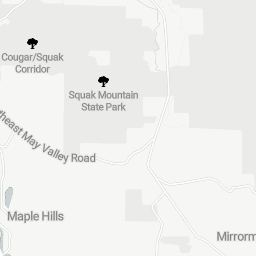 Cougar/Squak
Corridor
Squak Mountain
State Park
heast May Valley Road
Maple Hills
Mirrorm